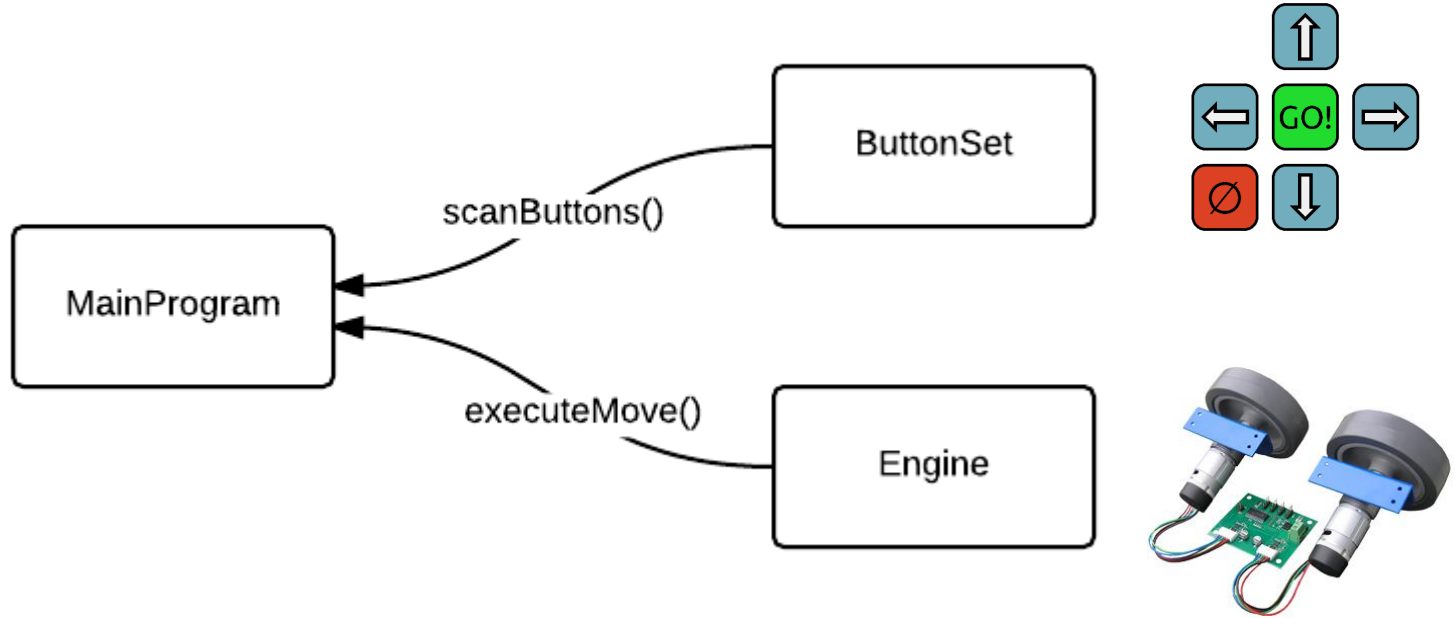 ButtonSet
GO!
scanButtons()
∅
MainProgram
executeMove()
Engine